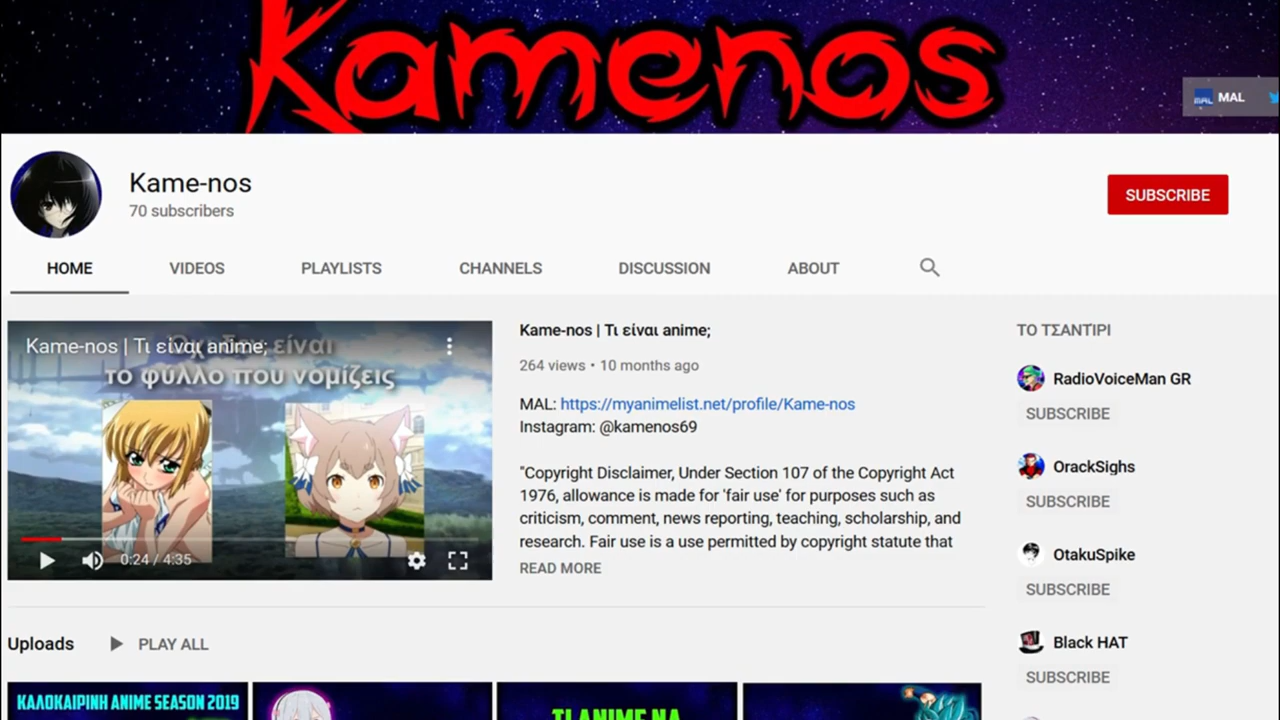 Kamenos
MAL MAL
Kame-nos
70 subscribers
SUBSCRIBE
HOME VIDEOS PLAYLISTS CHANNELS DISCUSSION ABOUT
Kame-nos | Τι είναι anime;
είναι
το φύλλο που νομίζεις
0:24 / 4:35
Kame-nos | Τι είναι anime;
264 views • 10 months ago
MAL: https://myanimelist.net/profile/Kame-nos
Instagram: @kamenos69
"Copyright Disclaimer, Under Section 107 of the Copyright Act
1976, allowance is made for 'fair use' for purposes such as
criticism, comment, news reporting, teaching, scholarship, and
research. Fair use is a use permitted by copyright statute that
READ MORE
ΤΟ ΤΣΑΝΤΙΡΙ
RadioVoiceMan GR
SUBSCRIBE
OrackSighs
SUBSCRIBE
OtakuSpike
SUBSCRIBE
Black HAT
SUBSCRIBE
Uploads PLAY ALL
ΚΑΛΟΚΑΙΡΙΝΗ ANIME SEASON 2019
ΤΙ ANIME ΝΑ